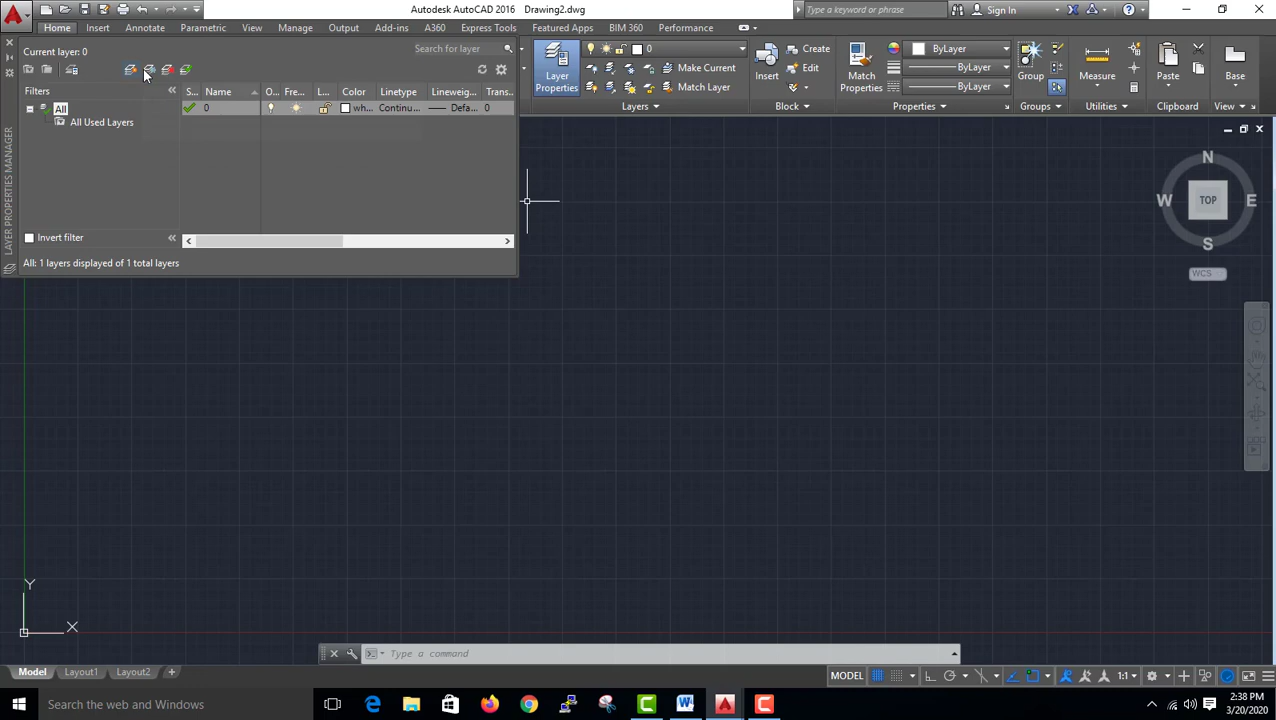 Autodesk AutoCAD 2016 Drawing2.dwg
Type a keyword or phrase
Sign In
Home Insert Annotate Parametric View Manage Output Add-ins A360 Express Tools Featured Apps BIM 360 Performance
Current layer: 0
Search for layer
Filters
S... Name O.. Fre... L... Color Linetype Lineweig... Trans..
All
0 wh... Continu... Defa... 0
All Used Layers
Invert filter
All: 1 layers displayed of 1 total layers
LAYER PROPERTIES MANAGER
Layer Properties
0
Make Current
Match Layer
Layers
Insert
Create
Edit
Block
Match Properties
ByLayer
ByLayer
ByLayer
Properties
Group
Groups
Measure
Utilities
Paste
Clipboard
Base
View
N
W TOP E
S
WCS
Y
X
Type a command
Model Layout1 Layout2 +
MODEL 1:1
Search the web and Windows
2:38 PM
3/20/2020